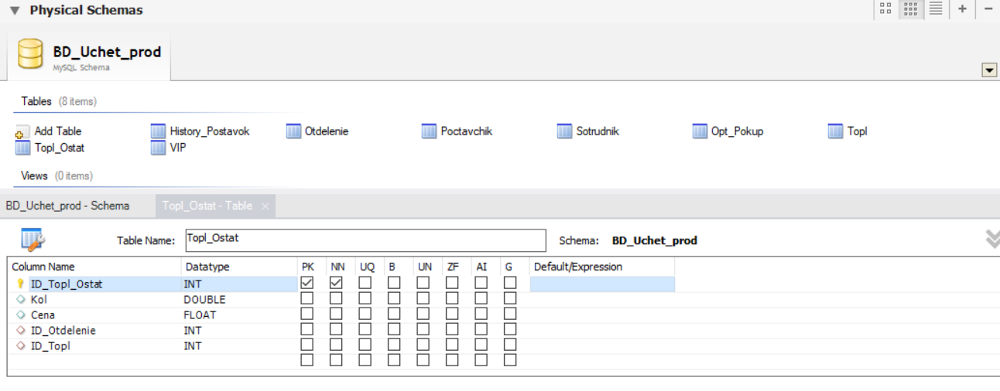 Physical Schemas
BD_Uchet_prod
MySQL Schema
Tables (8 items)
Add Table History_Postavok Otdelenie Poctavchik Sotrudnik Opt_Pokup Topl
Topl_Ostat VIP
Views (0 items)
BD_Uchet_prod - Schema Topl_Ostat - Table ×
Table Name: Topl_Ostat Schema: BD_Uchet_prod
Column Name Datatype PK NN UQ B UN ZF AI G Default/Expression
ID_Topl_Ostat INT
Kol DOUBLE
Cena FLOAT
ID_Otdelenie INT
ID_Topl INT